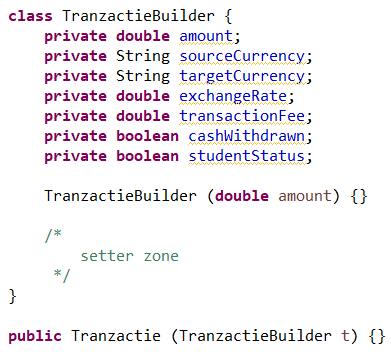 class TranzactieBuilder {
    private double amount;
    private String sourceCurrency;
    private String targetCurrency;
    private double exchangeRate;
    private double transactionFee;
    private boolean cashWithdrawn;
    private boolean studentStatus;

    TranzactieBuilder (double amount) {}

    /*
        setter zone
     */
}

public Tranzactie (TranzactieBuilder t) {}